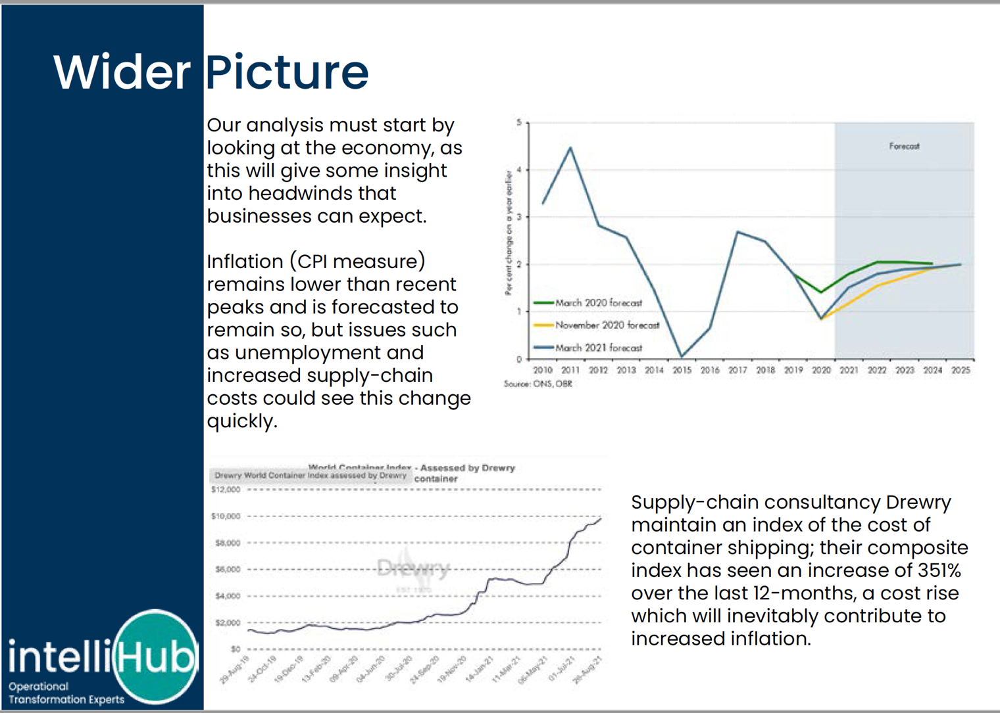 Wider Picture
Our analysis must start by
looking at the economy, as
this will give some insight
into headwinds that
businesses can expect.
Inflation (CPI measure)
remains lower than recent
peaks and is forecasted to
remain so, but issues such
as unemployment and
increased supply-chain
costs could see this change
quickly.
Per cent change on a year earlier
5
4
3
2
1
0
Forecast
March 2020 forecast
November 2020 forecast
March 2021 forecast
2010 2011 2012 2013 2014 2015 2016 2017 2018 2019 2020 2021 2022 2023 2024 2025
Source: ONS, OBR
World Container Index - Assessed by Drewry
Drewry World Container Index assessed by Drewry
container
$12,000
$10,000
$8,000
$6,000
$4,000
$2,000
$0
Drewry
EST. 1970
29-Aug-19 24-Oct-19 19-Dec-19 13-Feb-20 09-Apr-20 04-Jun-20 30-Jul-20 24-Sep-20 19-Nov-20 14-Jan-21 11-Mar-21 06-May-21 01-Jul-21 26-Aug-21
Supply-chain consultancy Drewry
maintain an index of the cost of
container shipping; their composite
index has seen an increase of 351%
over the last 12-months, a cost rise
which will inevitably contribute to
increased inflation.
intelliHub
Operational
Transformation Experts